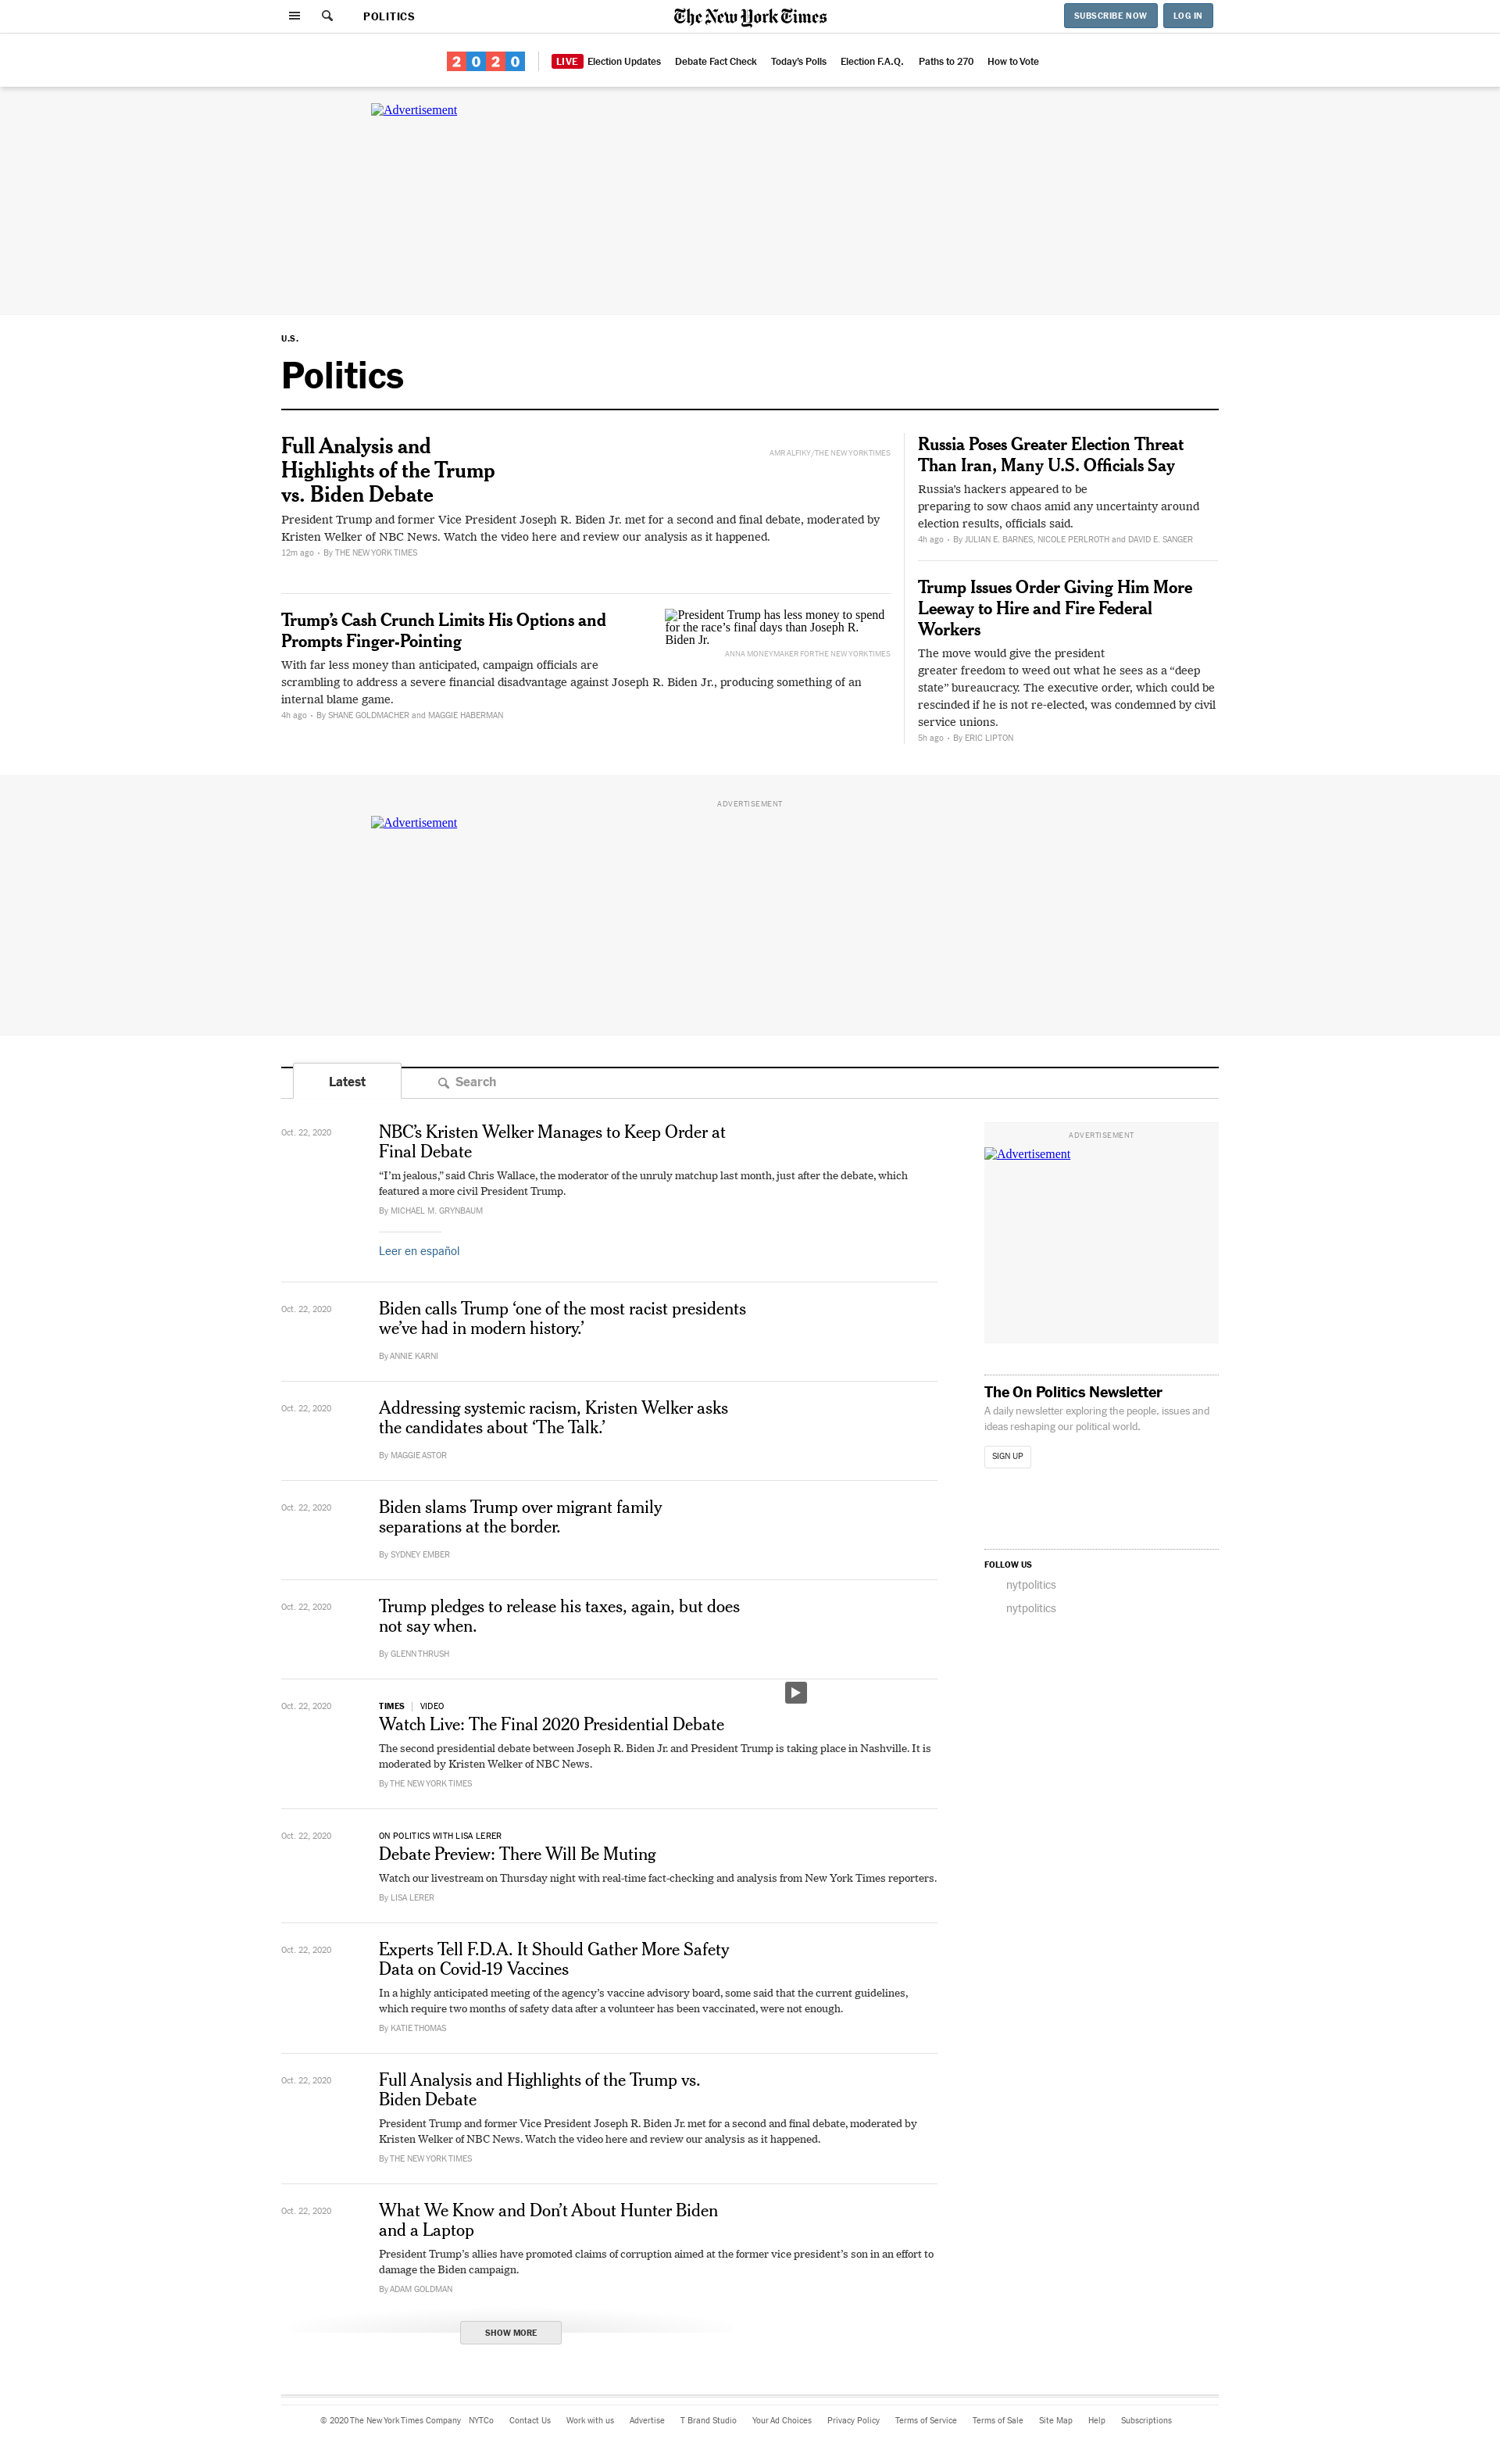 POLITICS
The New York Times
SUBSCRIBE NOW
LOG IN
2020
LIVE Election Updates
Debate Fact Check
Today's Polls
Election F.A.Q.
Paths to 270
How to Vote
Advertisement
U.S.
Politics
Full Analysis and
Highlights of the Trump
vs. Biden Debate
AMR ALFIKY/THE NEW YORK TIMES
President Trump and former Vice President Joseph R. Biden Jr. met for a second and final debate, moderated by
Kristen Welker of NBC News. Watch the video here and review our analysis as it happened.
12m ago • By THE NEW YORK TIMES
Trump’s Cash Crunch Limits His Options and
Prompts Finger-Pointing
President Trump has less money to spend
for the race’s final days than Joseph R.
Biden Jr.
ANNA MONEYMAKER FOR THE NEW YORK TIMES
With far less money than anticipated, campaign officials are
scrambling to address a severe financial disadvantage against Joseph R. Biden Jr., producing something of an
internal blame game.
4h ago • By SHANE GOLDMACHER and MAGGIE HABERMAN
Russia Poses Greater Election Threat
Than Iran, Many U.S. Officials Say
Russia’s hackers appeared to be
preparing to sow chaos amid any uncertainty around
election results, officials said.
4h ago • By JULIAN E. BARNES, NICOLE PERLROTH and DAVID E. SANGER
Trump Issues Order Giving Him More
Leeway to Hire and Fire Federal
Workers
The move would give the president
greater freedom to weed out what he sees as a “deep
state” bureaucracy. The executive order, which could be
rescinded if he is not re-elected, was condemned by civil
service unions.
5h ago • By ERIC LIPTON
ADVERTISEMENT
Advertisement
Latest
Search
Oct. 22, 2020
NBC’s Kristen Welker Manages to Keep Order at
Final Debate
“I’m jealous,” said Chris Wallace, the moderator of the unruly matchup last month, just after the debate, which
featured a more civil President Trump.
By MICHAEL M. GRYNBAUM
Leer en español
Oct. 22, 2020
Biden calls Trump ‘one of the most racist presidents
we’ve had in modern history.’
By ANNIE KARNI
Oct. 22, 2020
Addressing systemic racism, Kristen Welker asks
the candidates about ‘The Talk.’
By MAGGIE ASTOR
Oct. 22, 2020
Biden slams Trump over migrant family
separations at the border.
By SYDNEY EMBER
Oct. 22, 2020
Trump pledges to release his taxes, again, but does
not say when.
By GLENN THRUSH
Oct. 22, 2020
TIMES | VIDEO
Watch Live: The Final 2020 Presidential Debate
The second presidential debate between Joseph R. Biden Jr. and President Trump is taking place in Nashville. It is
moderated by Kristen Welker of NBC News.
By THE NEW YORK TIMES
Oct. 22, 2020
ON POLITICS WITH LISA LERER
Debate Preview: There Will Be Muting
Watch our livestream on Thursday night with real-time fact-checking and analysis from New York Times reporters.
By LISA LERER
Oct. 22, 2020
Experts Tell F.D.A. It Should Gather More Safety
Data on Covid-19 Vaccines
In a highly anticipated meeting of the agency’s vaccine advisory board, some said that the current guidelines,
which require two months of safety data after a volunteer has been vaccinated, were not enough.
By KATIE THOMAS
Oct. 22, 2020
Full Analysis and Highlights of the Trump vs.
Biden Debate
President Trump and former Vice President Joseph R. Biden Jr. met for a second and final debate, moderated by
Kristen Welker of NBC News. Watch the video here and review our analysis as it happened.
By THE NEW YORK TIMES
Oct. 22, 2020
What We Know and Don’t About Hunter Biden
and a Laptop
President Trump’s allies have promoted claims of corruption aimed at the former vice president’s son in an effort to
damage the Biden campaign.
By ADAM GOLDMAN
SHOW MORE
ADVERTISEMENT
Advertisement
The On Politics Newsletter
A daily newsletter exploring the people, issues and
ideas reshaping our political world.
SIGN UP
FOLLOW US
nytpolitics
nytpolitics
© 2020 The New York Times Company
NYTCo
Contact Us
Work with us
Advertise
T Brand Studio
Your Ad Choices
Privacy Policy
Terms of Service
Terms of Sale
Site Map
Help
Subscriptions